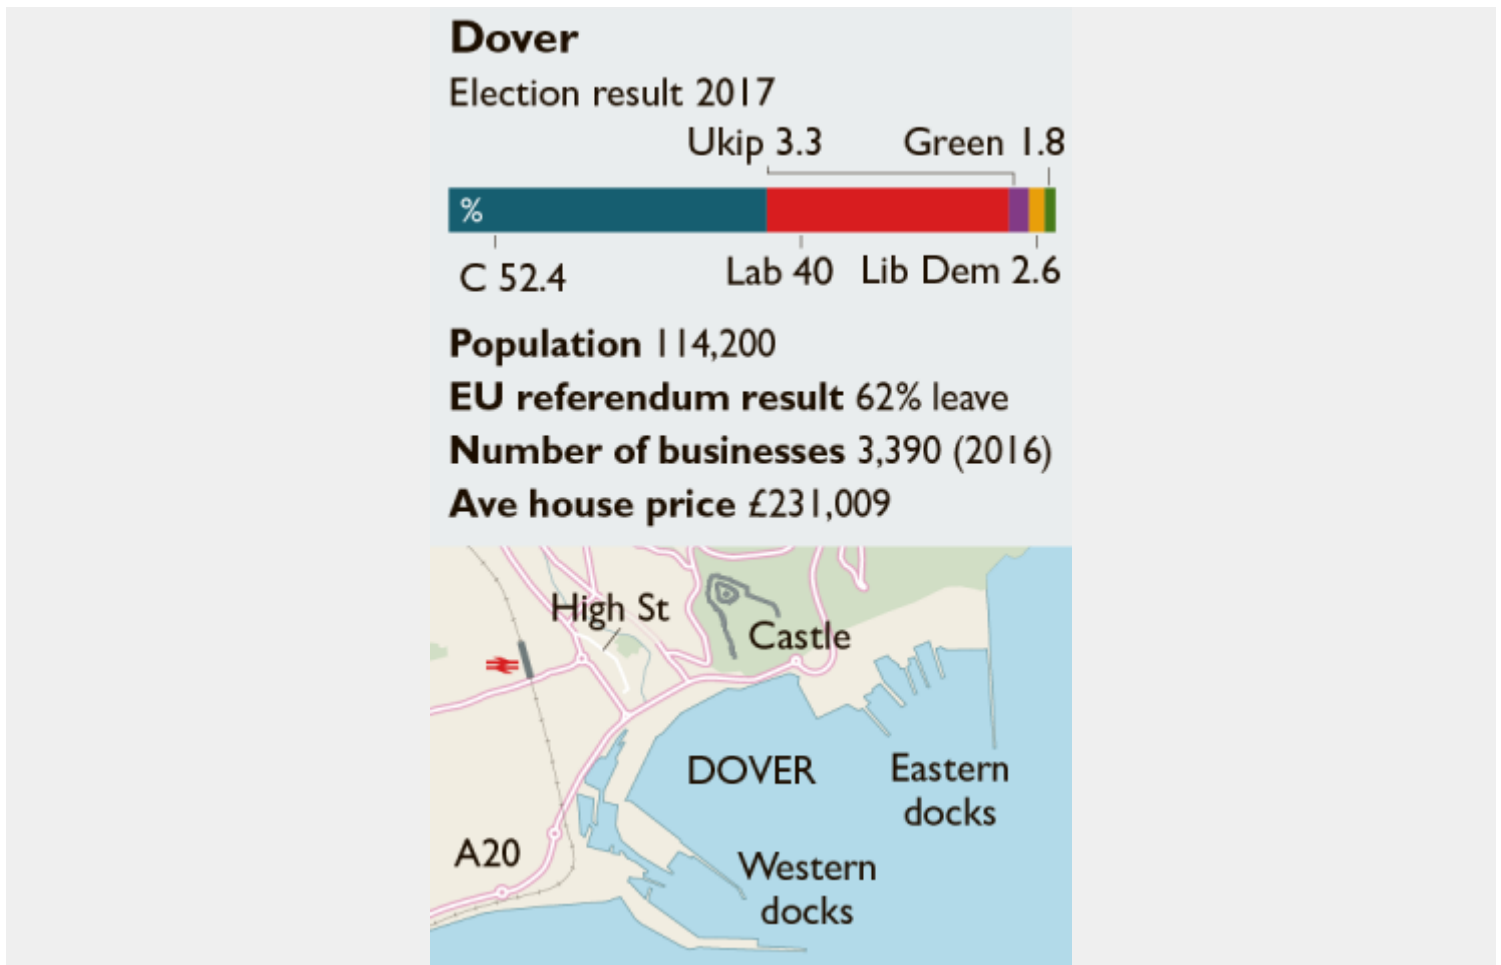 Dover
Election result 2017
Ukip 3.3 Green 1.8
%
C 52.4 Lab 40 Lib Dem 2.6
Population 114,200
EU referendum result 62% leave
Number of businesses 3,390 (2016)
Ave house price £231,009
High St
Castle
DOVER
Eastern
docks
A20
Western
docks